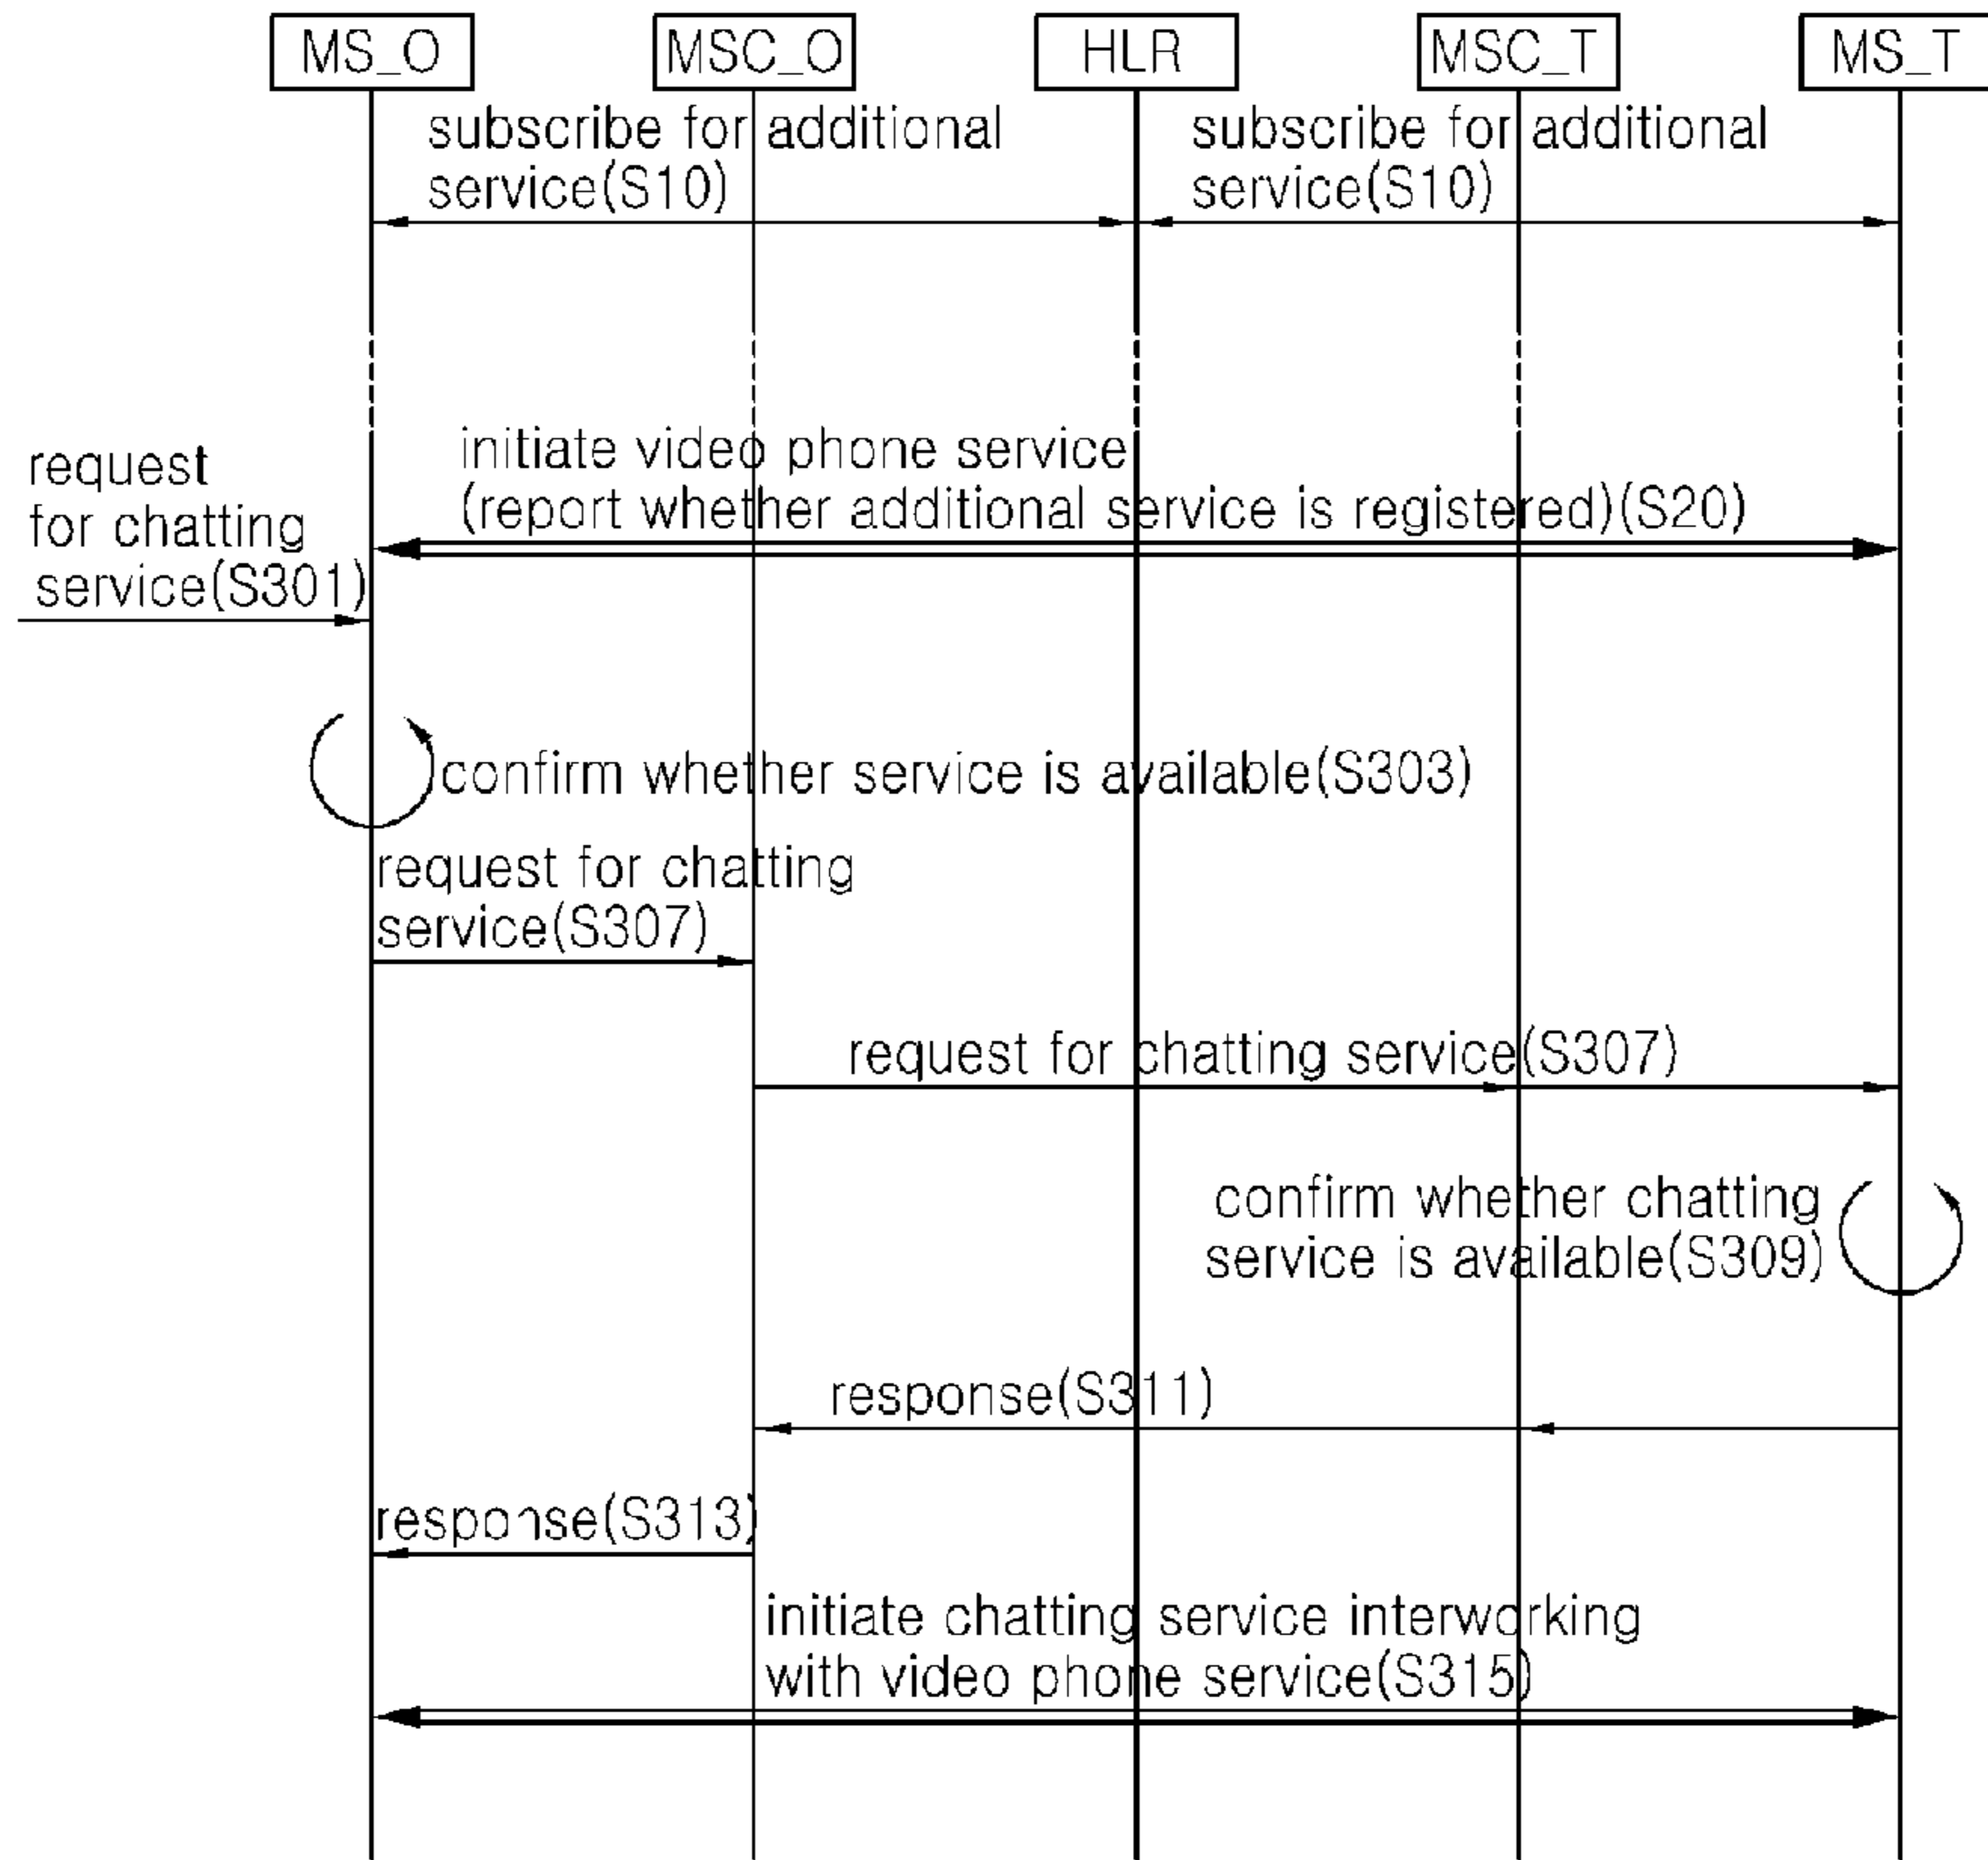 MS_O
MSC_O
HLR
MSC_T
MS_T
subscribe for additional
service(S10)
subscribe for additional
service(S10)
initiate video phone service
(report whether additional service is registered)(S20)
request
for chatting
service(S301)
confirm whether service is available(S303)
request for chatting
service(S307)
request for chatting service(S307)
confirm whether chatting
service is available(S309)
response(S311)
response(S313)
initiate chatting service interworking
with video phone service(S315)